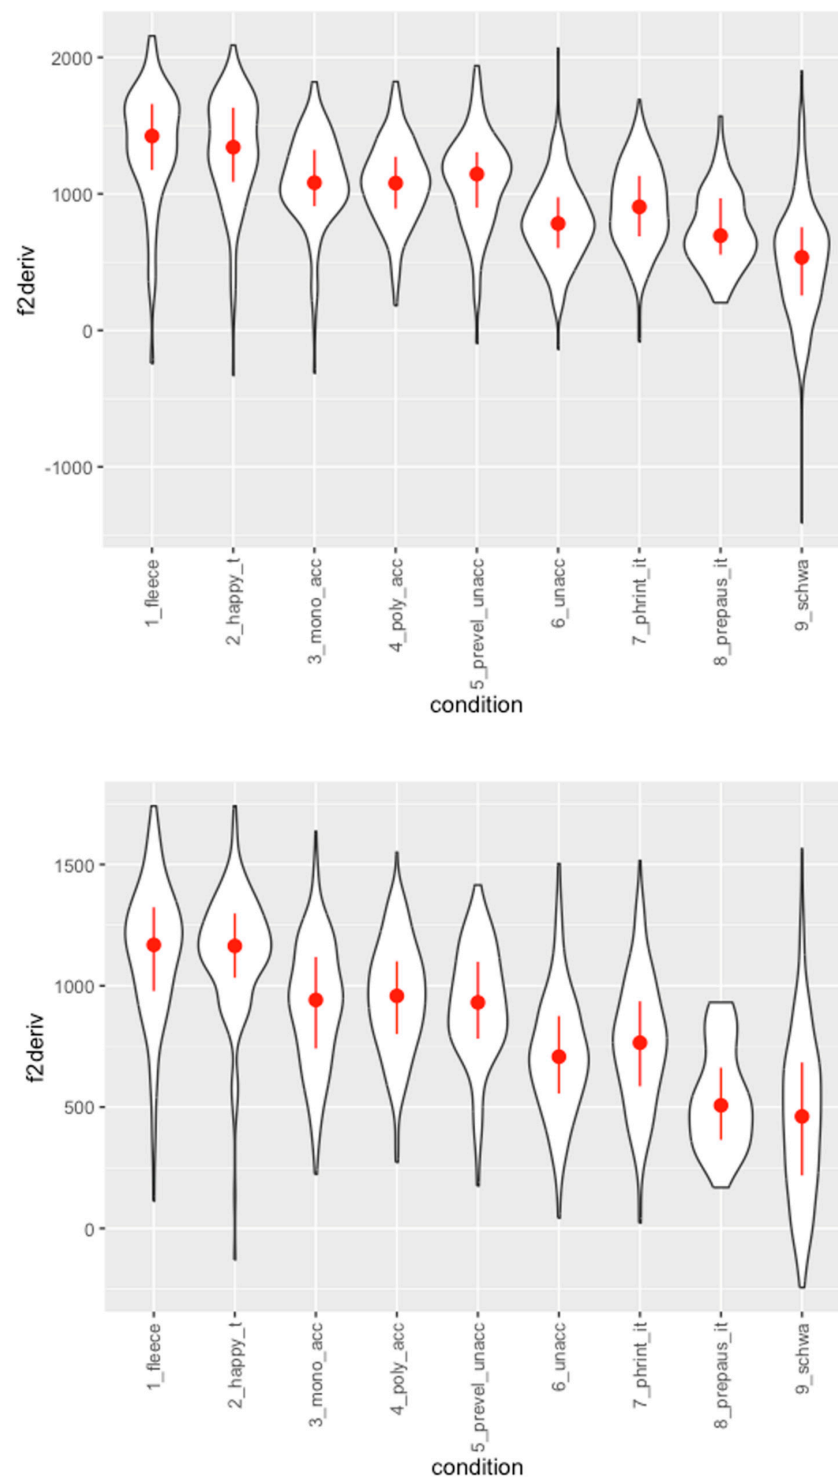 f2deriv
2000
1000
0
-1000
1_fleece
2_happy_t
3_mono_acc
4_poly_acc
5_prevel_unacc
6_unacc
7_phrint_it
8_prepaus_it
9_schwa
condition
f2deriv
1500
1000
500
0
1_fleece
2_happy_t
3_mono_acc
4_poly_acc
5_prevel_unacc
6_unacc
7_phrint_it
8_prepaus_it
9_schwa
condition